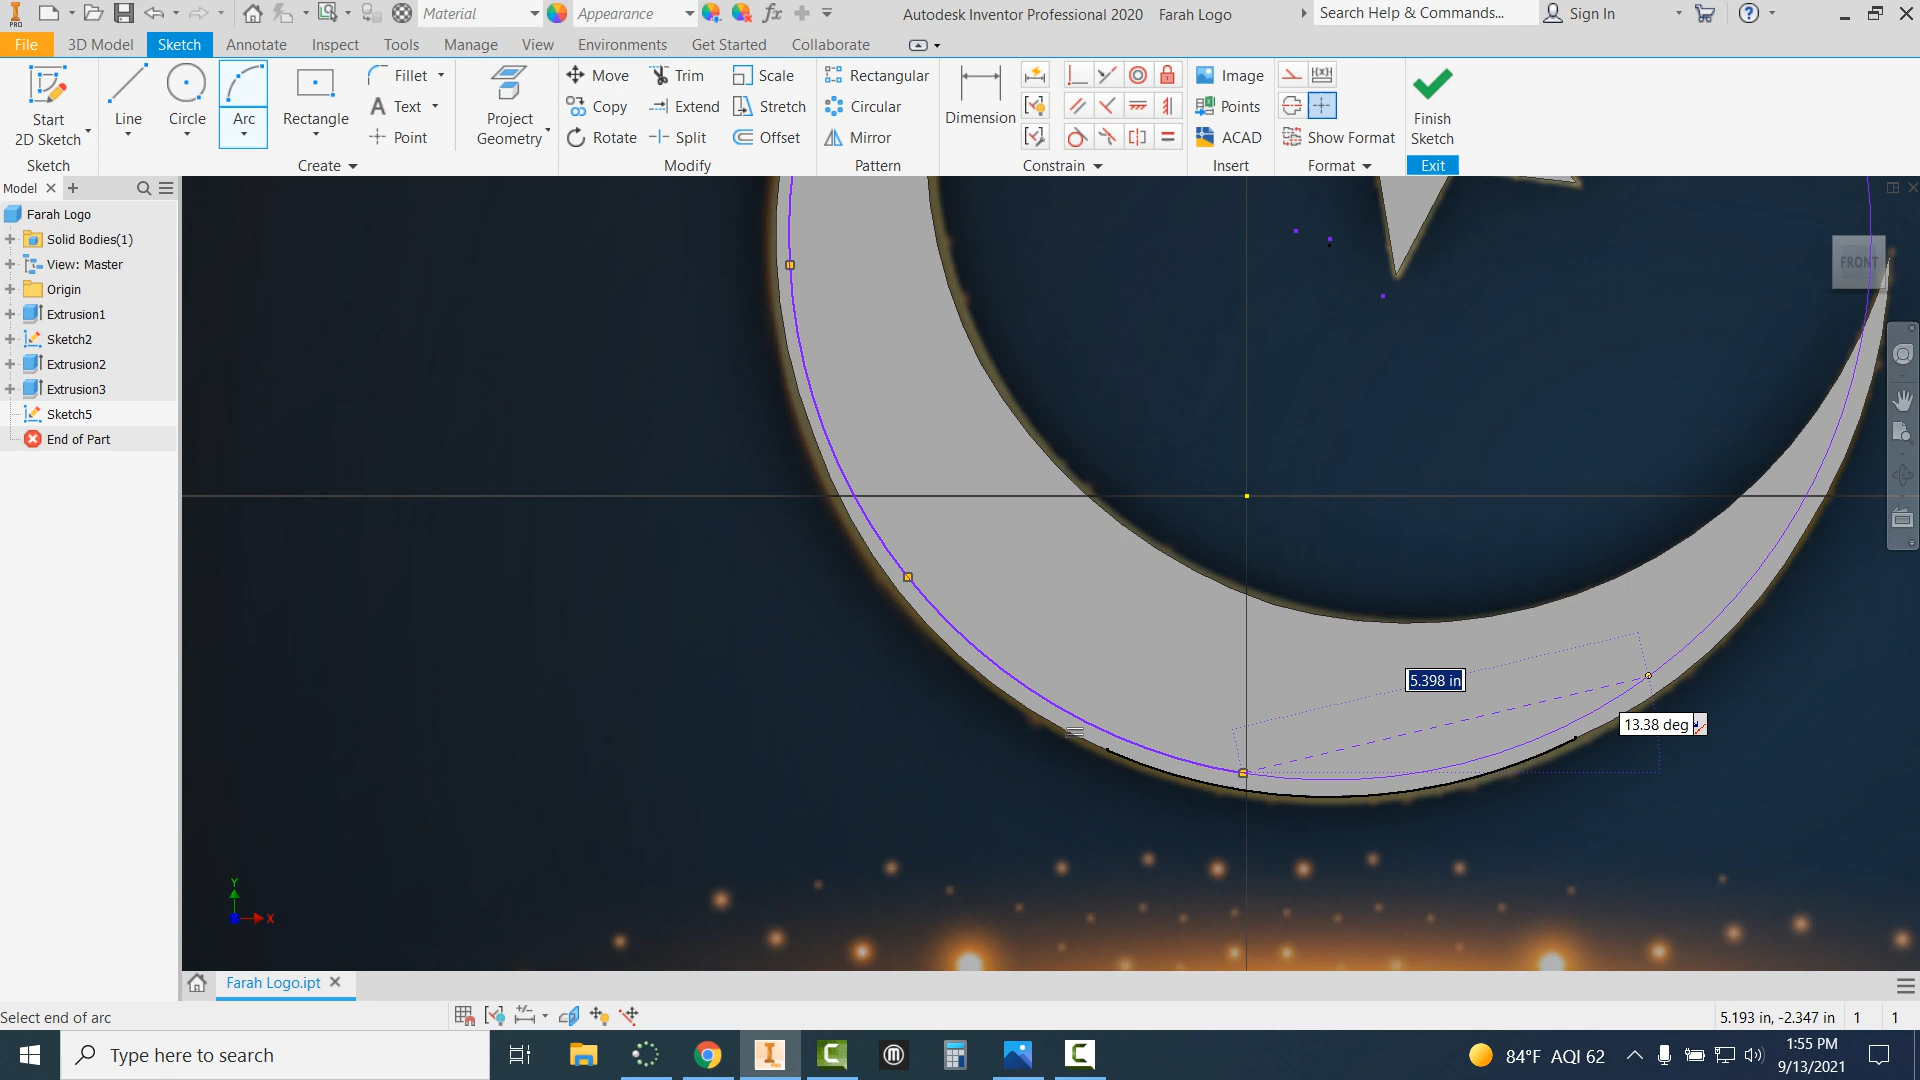 PRO Material Appearance fx Autodesk Inventor Professional 2020 Farah Logo Search Help & Commands... Sign In ?
File 3D Model Sketch Annotate Inspect Tools Manage View Environments Get Started Collaborate
Start
2D Sketch
Line
Circle
Arc
Rectangle
Fillet
Text
Point
Project
Geometry
Move
Copy
Rotate
Trim
Extend
Split
Scale
Stretch
Offset
Rectangular
Circular
Mirror
Dimension
Image
Points
ACAD
Show Format
Finish
Sketch
Sketch Create Modify Pattern Constrain Insert Format Exit
Model
Farah Logo
Solid Bodies(1)
View: Master
Origin
Extrusion1
Sketch2
Extrusion2
Extrusion3
Sketch5
End of Part
FRONT
5.398 in
13.38 deg
Y
X
Farah Logo.ipt
Select end of arc
5.193 in, -2.347 in 1 1
Type here to search
84°F AQI 62
1:55 PM
9/13/2021